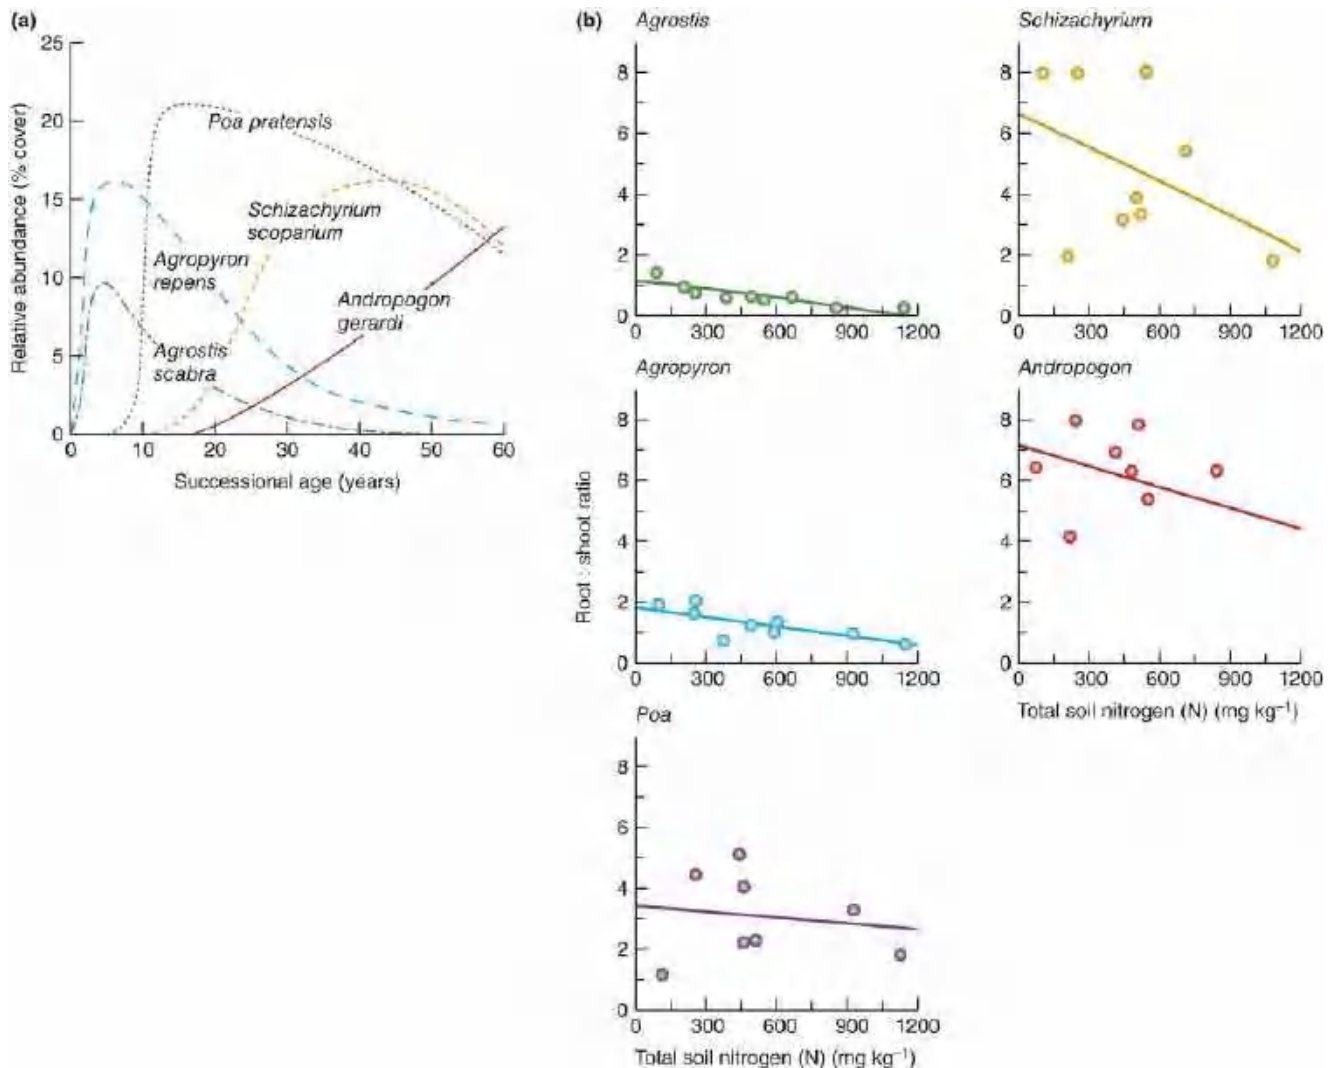 (a)
25
20
15
10
5
0
Relative abundance (% cover)
Poa pratensis
Schizachyrium
scoparium
Agropyron
repens
Andropogon
gerardi
Agrostis
scabra
0 10 20 30 40 50 60
Successional age (years)
(b)
Agrostis
8
6
4
2
0
0 300 600 900 1200
Schizachyrium
8
6
4
2
0
0 300 600 900 1200
Root : shoot ratio
Agropyron
8
6
4
2
0
0 300 600 900 1200
Andropogon
8
6
4
2
0
0 300 600 900 1200
Total soil nitrogen (N) (mg kg⁻¹)
Poa
8
6
4
2
0
0 300 600 900 1200
Total soil nitrogen (N) (mg kg⁻¹)